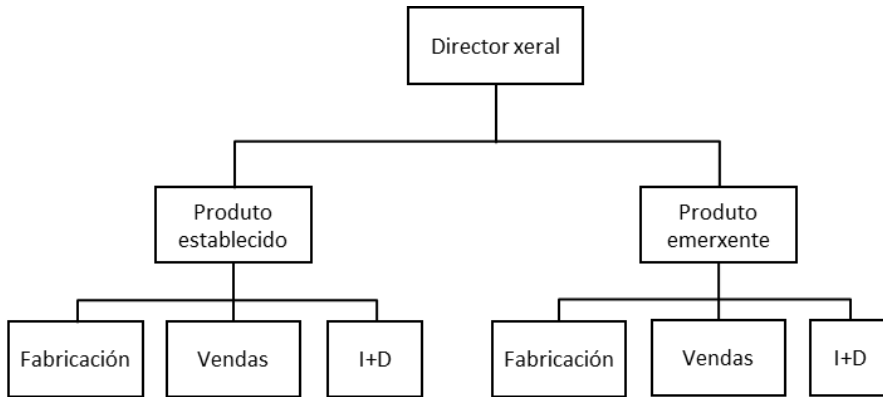 Director xeral
Produto
establecido
Produto
emerxente
Fabricación
Vendas
I+D
Fabricación
Vendas
I+D